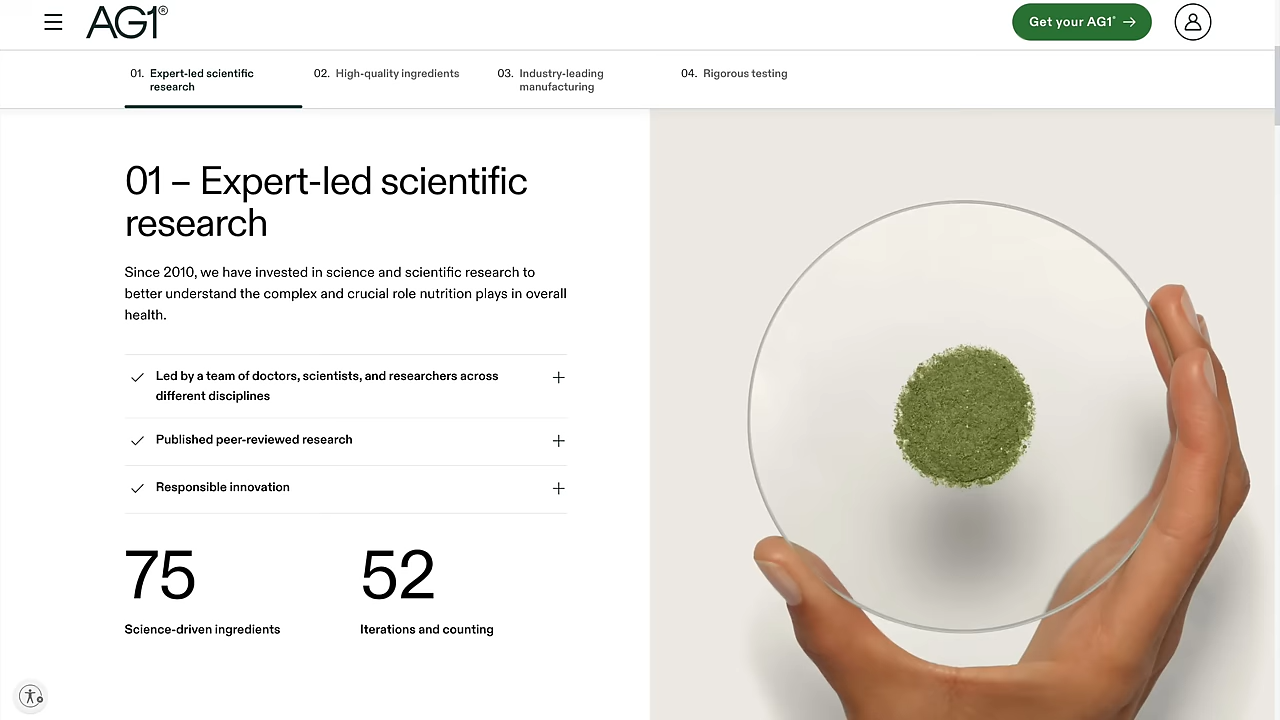 AG1®
Get your AG1* →
01. Expert-led scientific
research
02. High-quality ingredients
03. Industry-leading
manufacturing
04. Rigorous testing
01 – Expert-led scientific
research
Since 2010, we have invested in science and scientific research to
better understand the complex and crucial role nutrition plays in overall
health.
Led by a team of doctors, scientists, and researchers across
different disciplines
Published peer-reviewed research
Responsible innovation
75
Science-driven ingredients
52
Iterations and counting